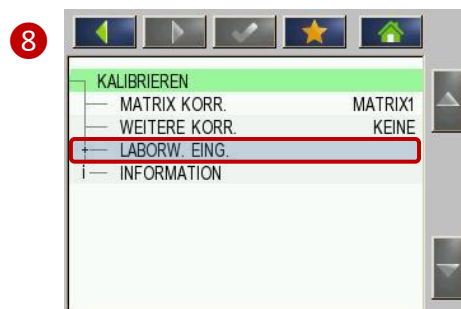 8
KALIBRIEREN
MATRIX KORR. MATRIX1
WEITERE KORR. KEINE
+ LABORW. EING.
i INFORMATION